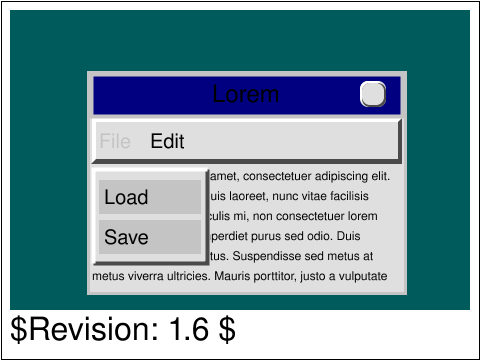 Lorem
File Edit
Load
Save
amet, consectetuer adipiscing elit.
uis laoreet, nunc vitae facilisis
culis mi, non consectetuer lorem
perdiet purus sed odio. Duis
tus. Suspendisse sed metus at
metus viverra ultricies. Mauris porttitor, justo a vulputate
$Revision: 1.6 $